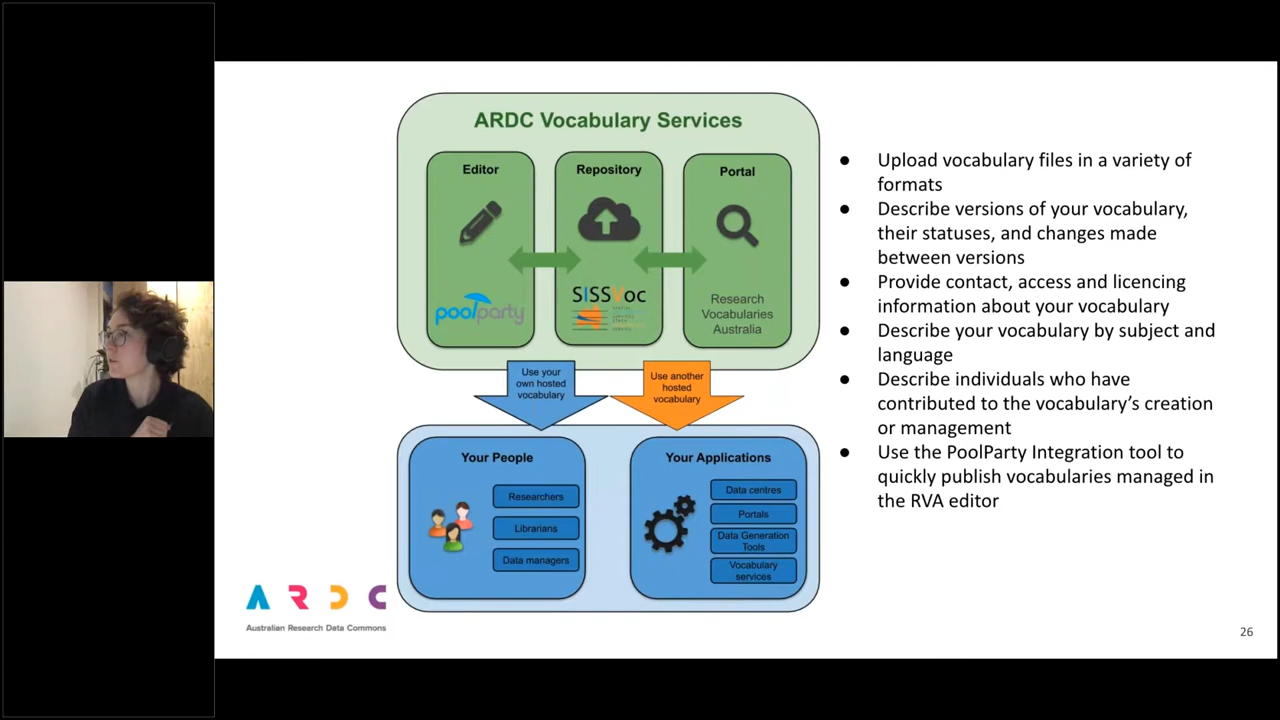 ARDC Vocabulary Services
Editor
Repository
Portal
poolparty
SISSVoc
Research
Vocabularies
Australia
Use your
own hosted
vocabulary
Use another
hosted
vocabulary
Your People
Researchers
Librarians
Data managers
Your Applications
Data centres
Portals
Data Generation
Tools
Vocabulary
services
● Upload vocabulary files in a variety of
formats
● Describe versions of your vocabulary,
their statuses, and changes made
between versions
● Provide contact, access and licencing
information about your vocabulary
● Describe your vocabulary by subject and
language
● Describe individuals who have
contributed to the vocabulary’s creation
or management
● Use the PoolParty Integration tool to
quickly publish vocabularies managed in
the RVA editor
ARDC
Australian Research Data Commons
26